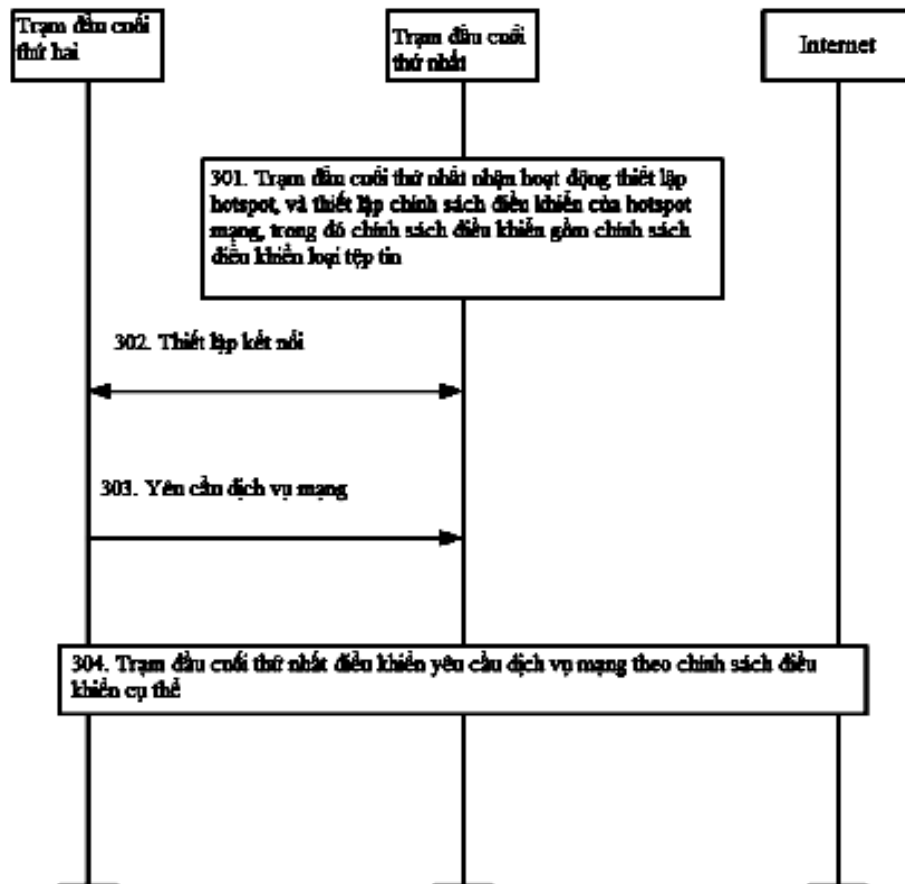 Trạm đầu cuối
thứ hai
Trạm đầu cuối
thứ nhất
Internet
301. Trạm đầu cuối thứ nhất nhận hoạt động thiết lập
hotspot, và thiết lập chính sách điều khiển của hotspot
mạng, trong đó chính sách điều khiển gồm chính sách
điều khiển loại tệp tin
302. Thiết lập kết nối
303. Yên cầu dịch vụ mạng
304. Trạm đầu cuối thứ nhất điều khiển yêu cầu dịch vụ mạng theo chính sách điều
khiển cụ thể